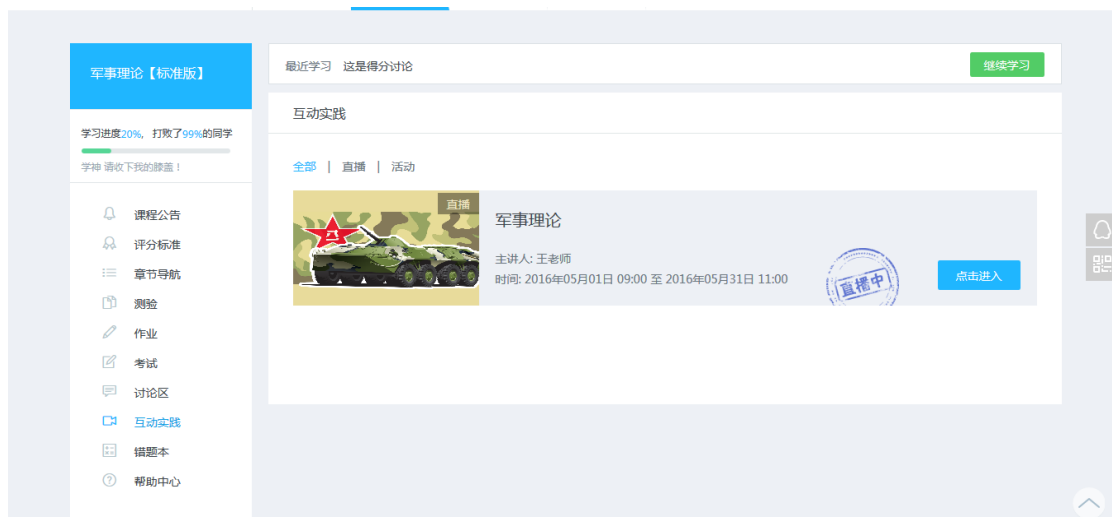 军事理论【标准版】
学习进度20%, 打败了99%的同学
学神 请收下我的膝盖！
课程公告
评分标准
章节导航
测验
作业
考试
讨论区
互动实践
错题本
帮助中心
最近学习 这是得分讨论
继续学习
互动实践
全部 | 直播 | 活动
直播
八一
军事理论
主讲人: 王老师
时间: 2016年05月01日 09:00 至 2016年05月31日 11:00
直播中
点击进入